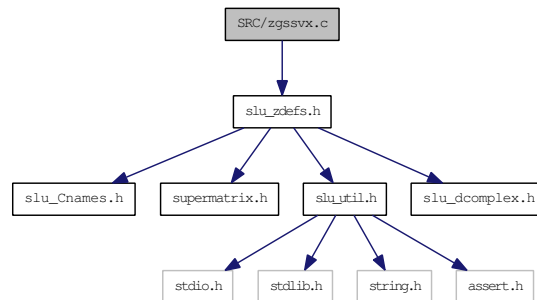 SRC/zgssvx.c
slu_zdefs.h
slu_Cnames.h supermatrix.h slu_util.h slu_dcomplex.h
stdio.h stdlib.h string.h assert.h